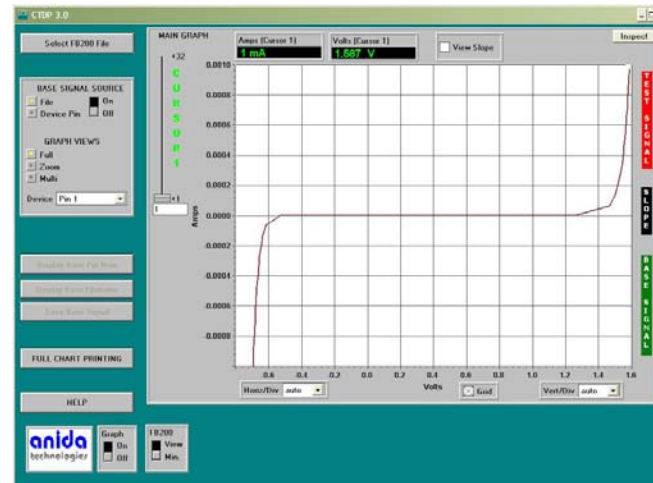 CTDP 3.0
Select FB200 File
BASE SIGNAL SOURCE
File
Device Pin
On
Off
GRAPH VIEWS
Full
Zoom
Multi
Device Pin 1
FULL CHART PRINTING
HELP
anida
technologies
Graph
On
Off
FB200
View
Min.
MAIN GRAPH
+32
CURSOR 1
+1
1
Amps (Cursor 1)
1 mA
Volts (Cursor 1)
1.587 V
View Slope
Inspect
Amps
0.0010
0.0008
0.0006
0.0004
0.0002
0.0000
-0.0002
-0.0004
-0.0006
-0.0008
-0.6 -0.4 -0.2 0.0 0.2 0.4 0.6 0.8 1.0 1.2 1.4 1.6
Volts
Horiz/Div auto
Grid
Vert/Div auto
TEST SIGNAL
SLOPE
BASE SIGNAL